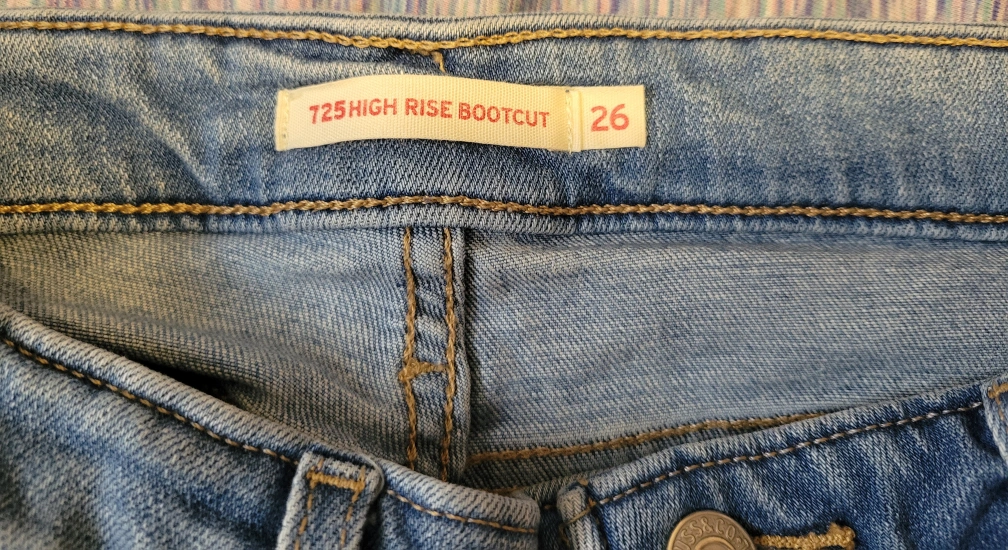 725 HIGH RISE BOOTCUT 26